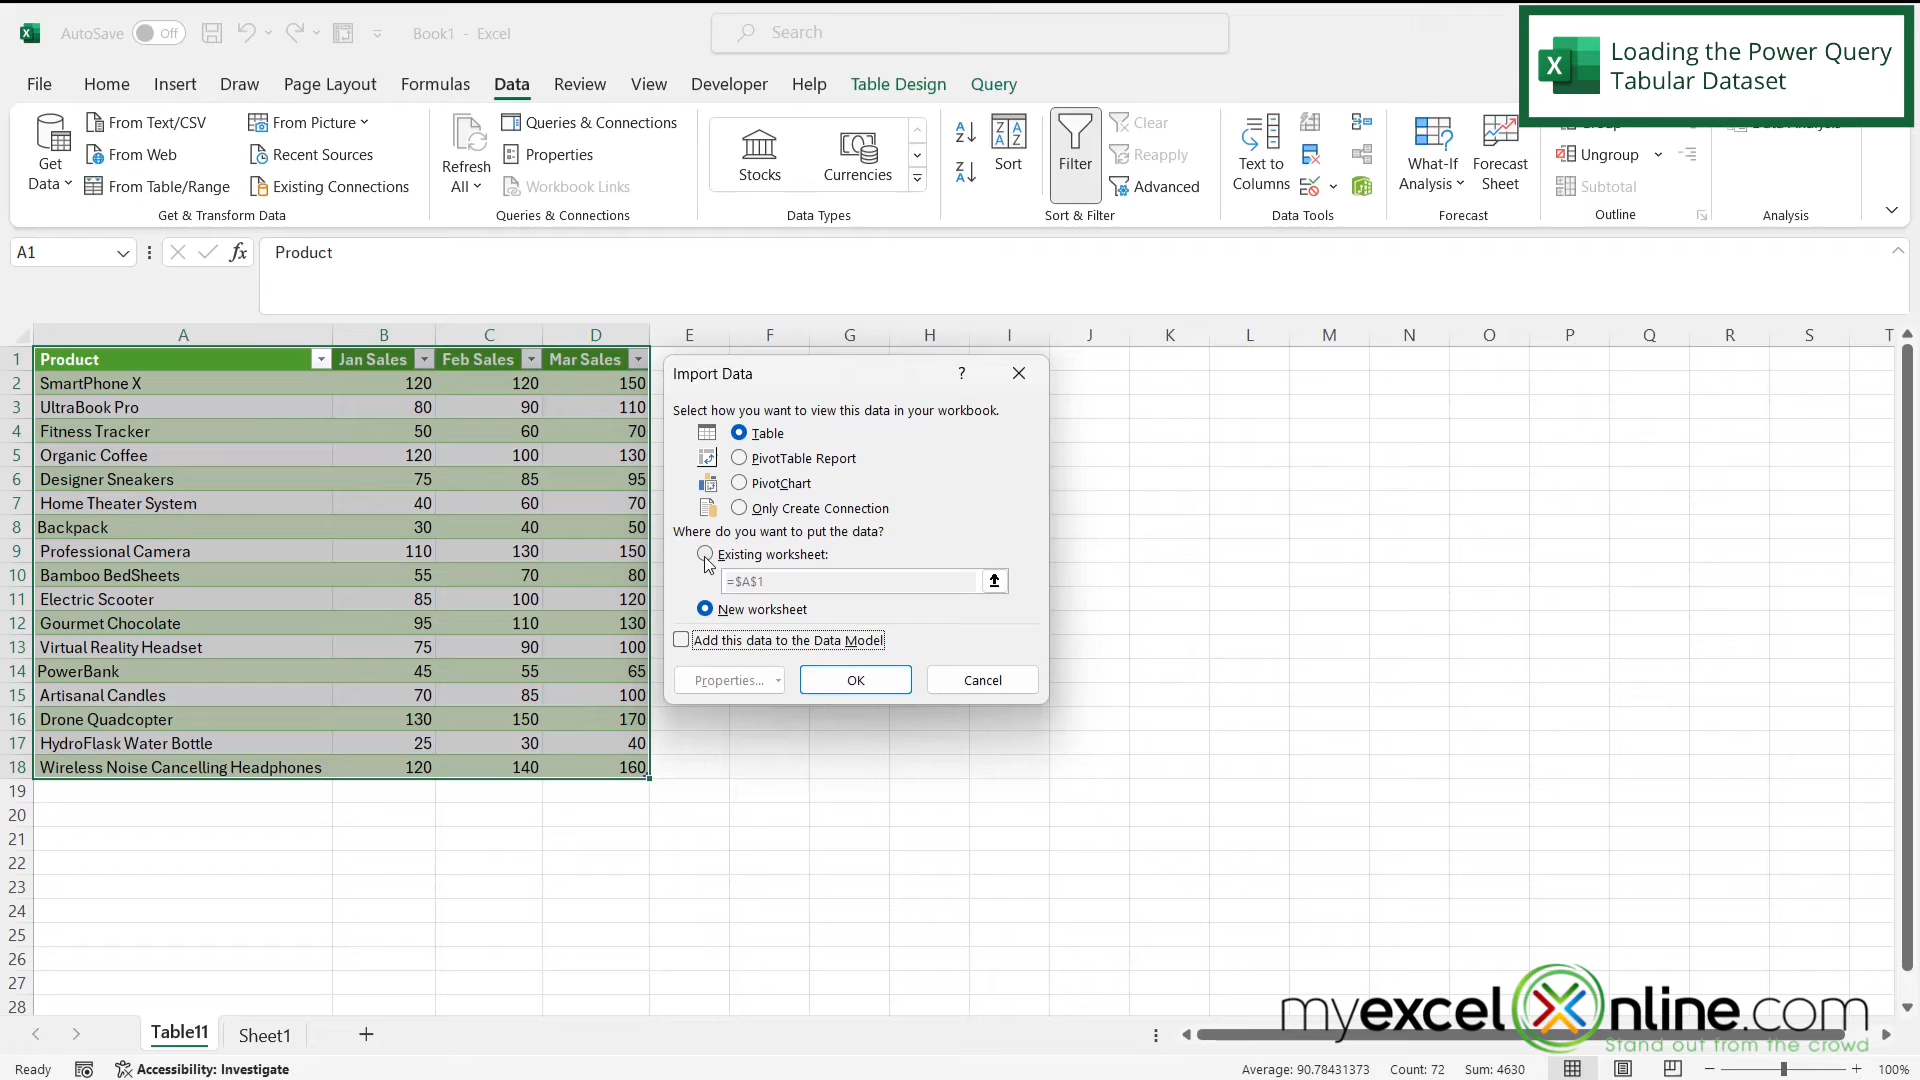 AutoSave Off Book1 - Excel Search
Loading the Power Query
Tabular Dataset
File Home Insert Draw Page Layout Formulas Data Review View Developer Help Table Design Query
Get Data
From Text/CSV
From Web
From Table/Range
From Picture
Recent Sources
Existing Connections
Get & Transform Data
Refresh All
Queries & Connections
Properties
Workbook Links
Queries & Connections
Stocks
Currencies
Data Types
Sort
Filter
Clear
Reapply
Advanced
Sort & Filter
Text to Columns
Data Tools
What-If Analysis
Forecast Sheet
Forecast
Ungroup
Subtotal
Outline
Analysis
A1 fx Product
A B C D E F G H I J K L M N O P Q R S T
1 Product Jan Sales Feb Sales Mar Sales
2 SmartPhone X 120 120 150
3 UltraBook Pro 80 90 110
4 Fitness Tracker 50 60 70
5 Organic Coffee 120 100 130
6 Designer Sneakers 75 85 95
7 Home Theater System 40 60 70
8 Backpack 30 40 50
9 Professional Camera 110 130 150
10 Bamboo BedSheets 55 70 80
11 Electric Scooter 85 100 120
12 Gourmet Chocolate 95 110 130
13 Virtual Reality Headset 75 90 100
14 PowerBank 45 55 65
15 Artisanal Candles 70 85 100
16 Drone Quadcopter 130 150 170
17 HydroFlask Water Bottle 25 30 40
18 Wireless Noise Cancelling Headphones 120 140 160
19
20
21
22
23
24
25
26
27
28
Import Data ?
Select how you want to view this data in your workbook.
Table
PivotTable Report
PivotChart
Only Create Connection
Where do you want to put the data?
Existing worksheet:
=$A$1
New worksheet
Add this data to the Data Model
Properties... OK Cancel
myexcelonline.com
Stand out from the crowd
Table11 Sheet1
Ready Accessibility: Investigate Average: 90.78431373 Count: 72 Sum: 4630 100%